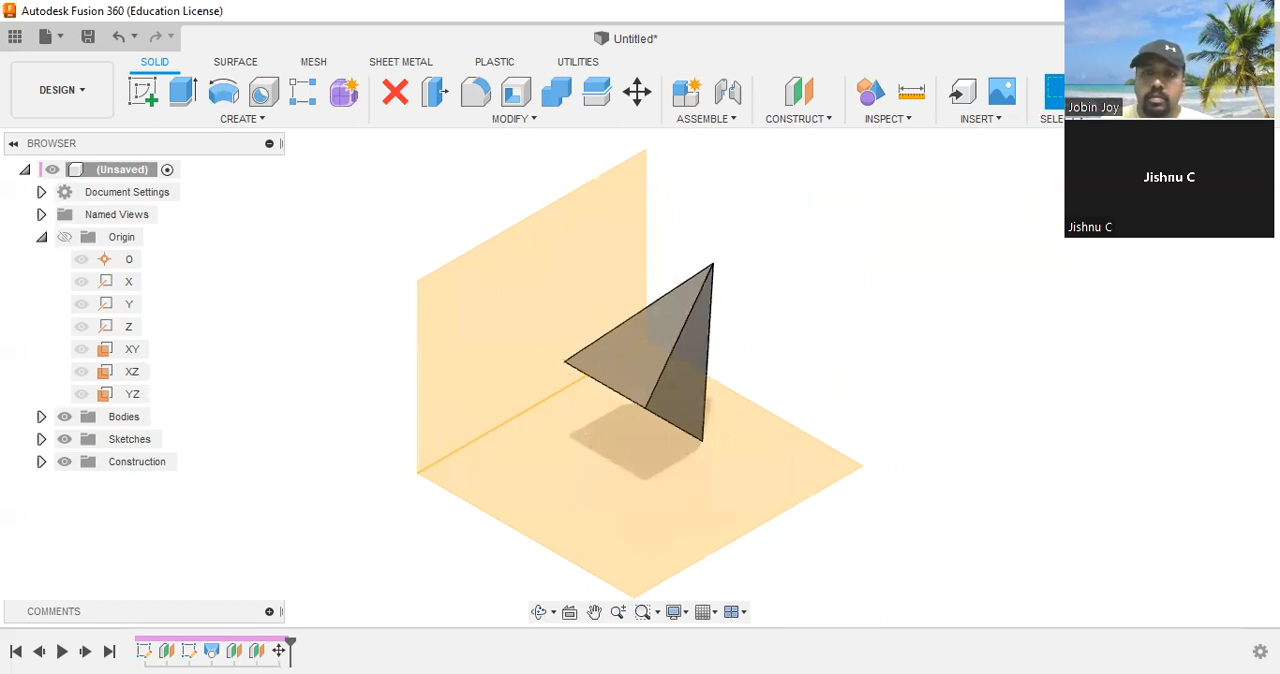 Autodesk Fusion 360 (Education License)
Untitled*
SOLID SURFACE MESH SHEET METAL PLASTIC UTILITIES
DESIGN
CREATE MODIFY ASSEMBLE CONSTRUCT INSPECT INSERT SELE
BROWSER
(Unsaved)
Document Settings
Named Views
Origin
O
X
Y
Z
XY
XZ
YZ
Bodies
Sketches
Construction
COMMENTS
Jobin Joy
Jishnu C
Jishnu C